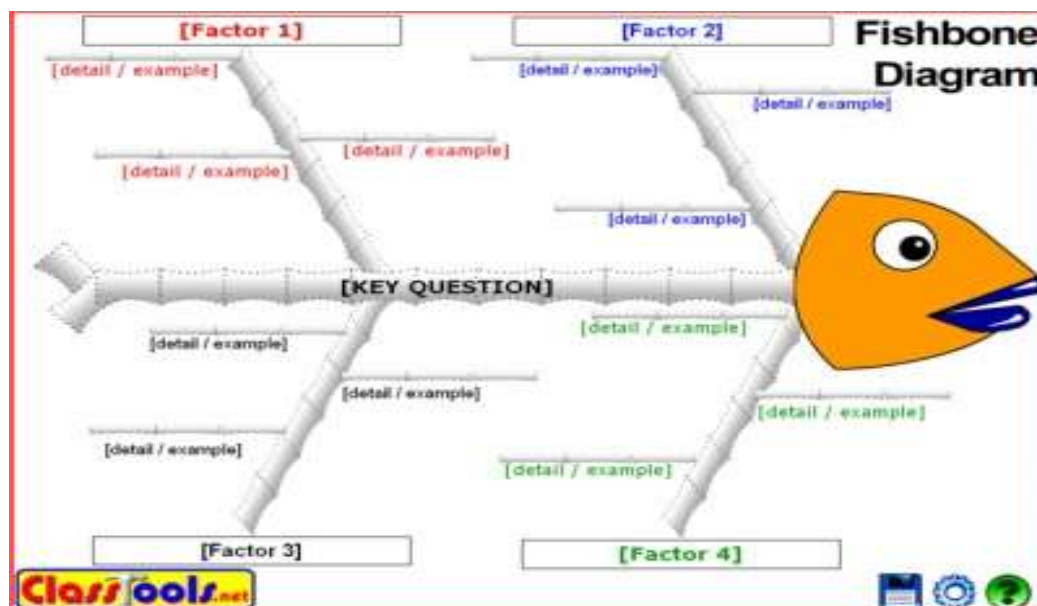 [Factor 1]
[Factor 2]
Fishbone
Diagram
[detail / example]
[detail / example]
[detail / example]
[detail / example]
[detail / example]
[detail / example]
[KEY QUESTION]
[detail / example]
[detail / example]
[detail / example]
[detail / example]
[detail / example]
[detail / example]
[Factor 3]
[Factor 4]
ClassTools.net
?